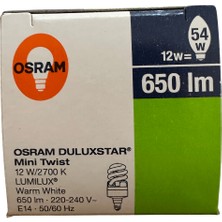 OSRAM
12w=
54
W
650 lm
OSRAM DULUXSTAR®
Mini Twist
12 W/2700 K
LUMILUX®
Warm White
650 lm - 220-240 V~
E14 - 50/60 Hz